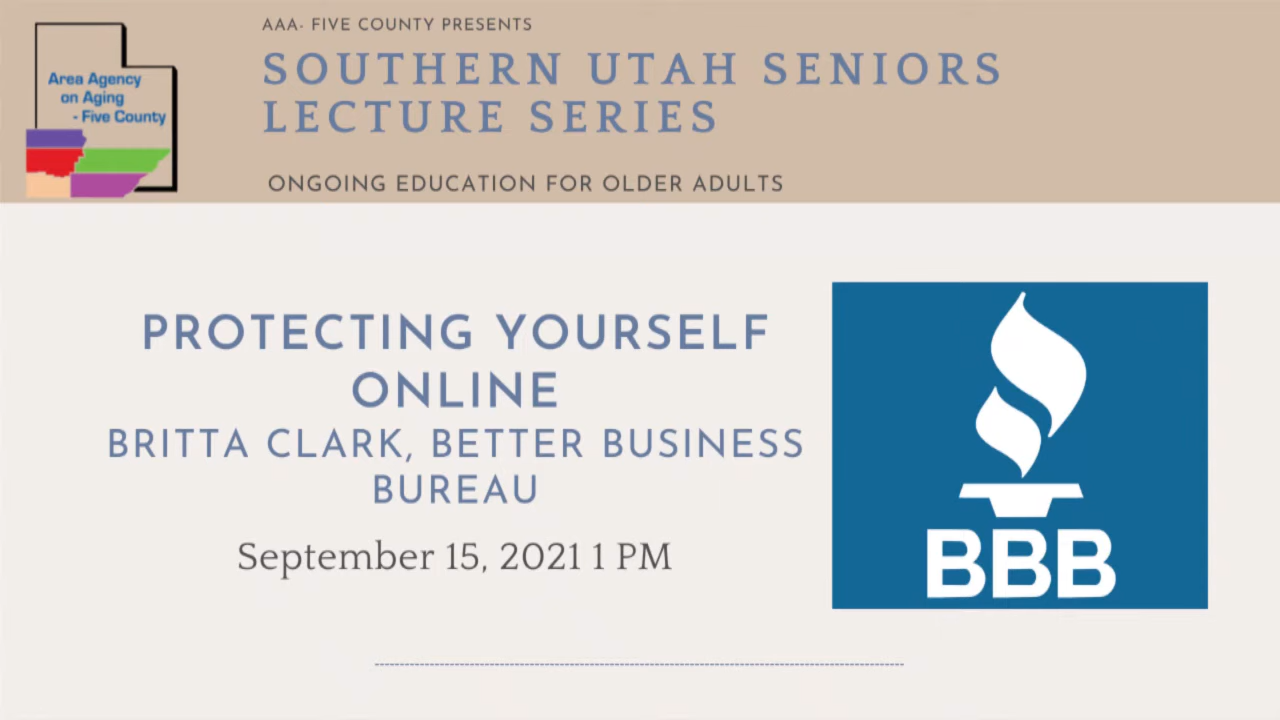 AAA- FIVE COUNTY PRESENTS
SOUTHERN UTAH SENIORS
LECTURE SERIES
ONGOING EDUCATION FOR OLDER ADULTS
Area Agency
on Aging
- Five County
PROTECTING YOURSELF
ONLINE
BRITTA CLARK, BETTER BUSINESS
BUREAU
September 15, 2021 1 PM
BBB